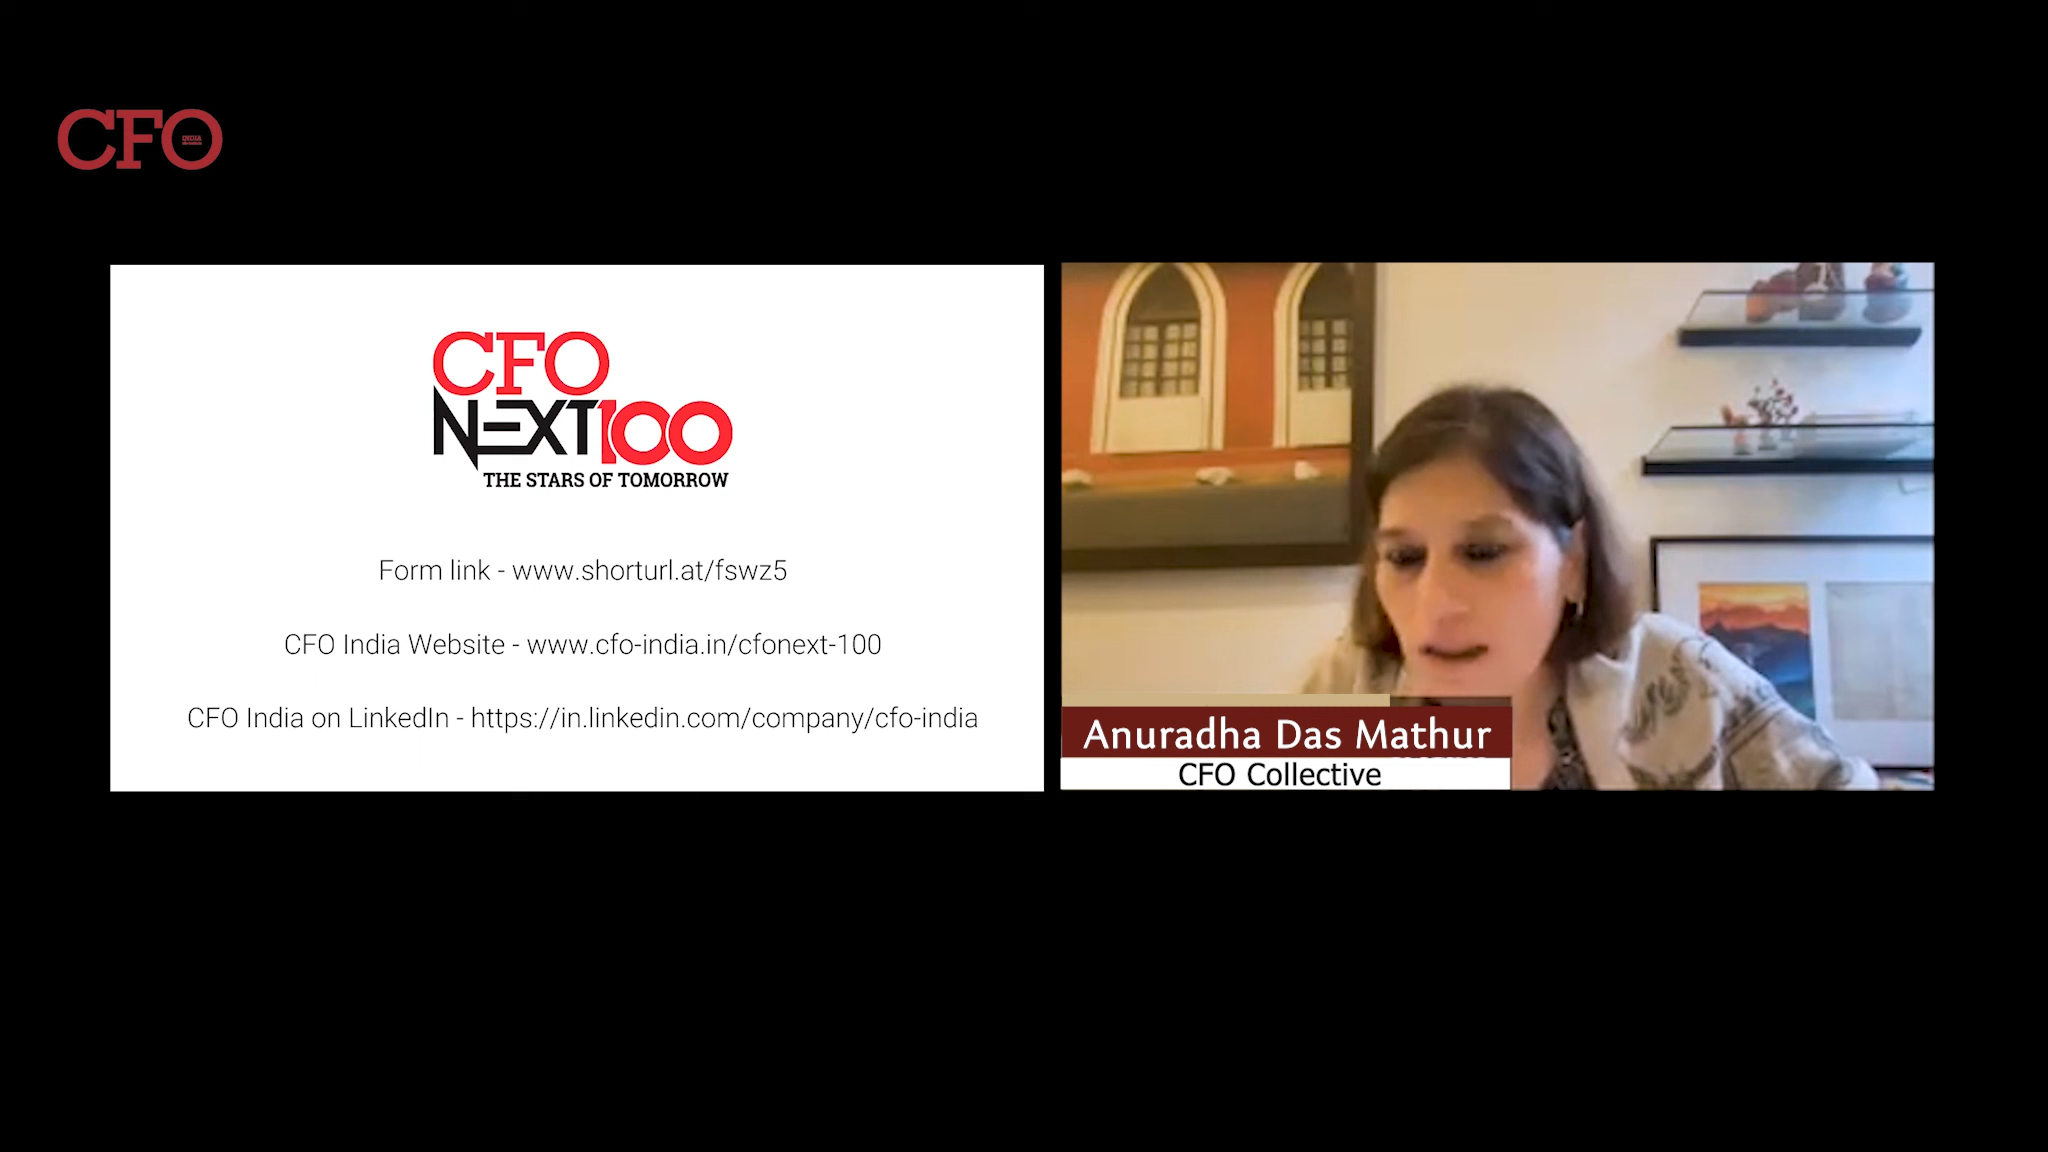 CFO
INDIA
CFO
NEXT100
THE STARS OF TOMORROW
Form link - www.shorturl.at/fswz5
CFO India Website - www.cfo-india.in/cfonext-100
CFO India on LinkedIn - https://in.linkedin.com/company/cfo-india
Anuradha Das Mathur
CFO Collective